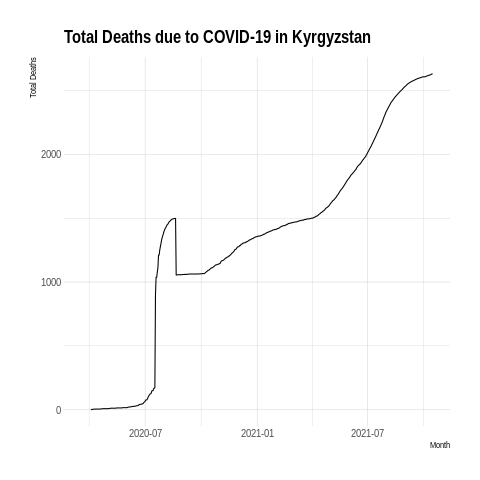 Total Deaths due to COVID-19 in Kyrgyzstan
Total Deaths
2000
1000
0
2020-07
2021-01
2021-07
Month